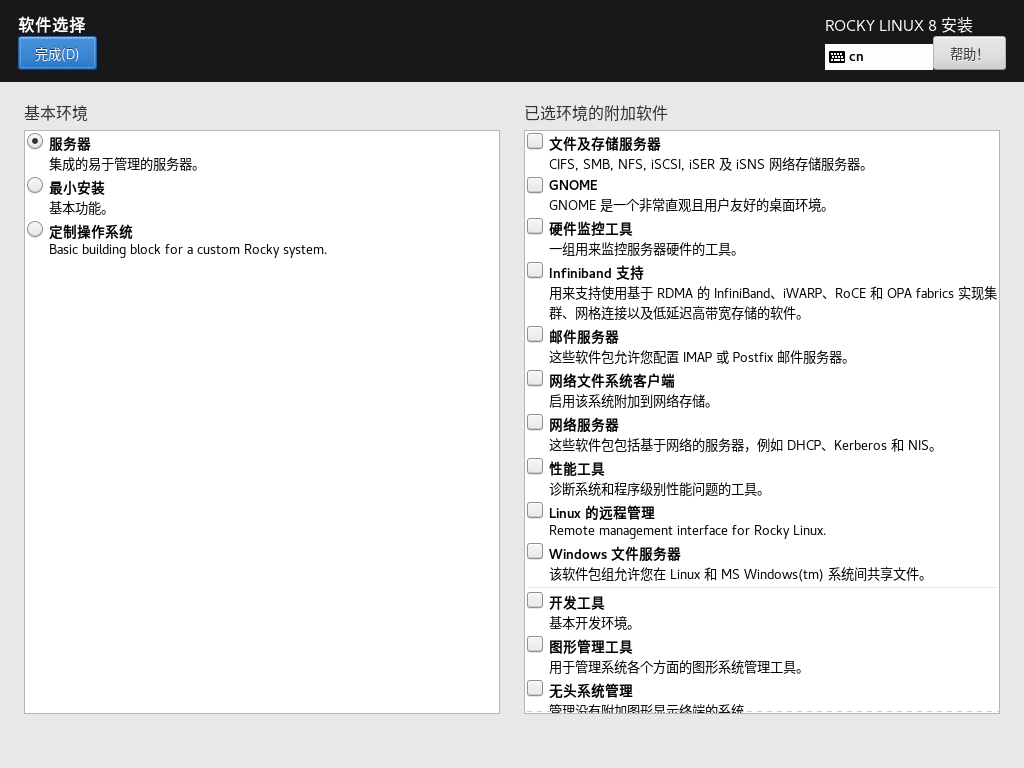 软件选择
完成(D)
ROCKY LINUX 8 安装
cn
帮助！
基本环境
服务器
集成的易于管理的服务器。
最小安装
基本功能。
定制操作系统
Basic building block for a custom Rocky system.
已选环境的附加软件
文件及存储服务器
CIFS, SMB, NFS, iSCSI, iSER 及 iSNS 网络存储服务器。
GNOME
GNOME 是一个非常直观且用户友好的桌面环境。
硬件监控工具
一组用来监控服务器硬件的工具。
Infiniband 支持
用来支持使用基于 RDMA 的 InfiniBand、iWARP、RoCE 和 OPA fabrics 实现集
群、网格连接以及低延迟高带宽存储的软件。
邮件服务器
这些软件包允许您配置 IMAP 或 Postfix 邮件服务器。
网络文件系统客户端
启用该系统附加到网络存储。
网络服务器
这些软件包包括基于网络的服务器，例如 DHCP、Kerberos 和 NIS。
性能工具
诊断系统和程序级别性能问题的工具。
Linux 的远程管理
Remote management interface for Rocky Linux.
Windows 文件服务器
该软件包组允许您在 Linux 和 MS Windows(tm) 系统间共享文件。
开发工具
基本开发环境。
图形管理工具
用于管理系统各个方面的图形系统管理工具。
无头系统管理
管理没有附加图形显示终端的系统